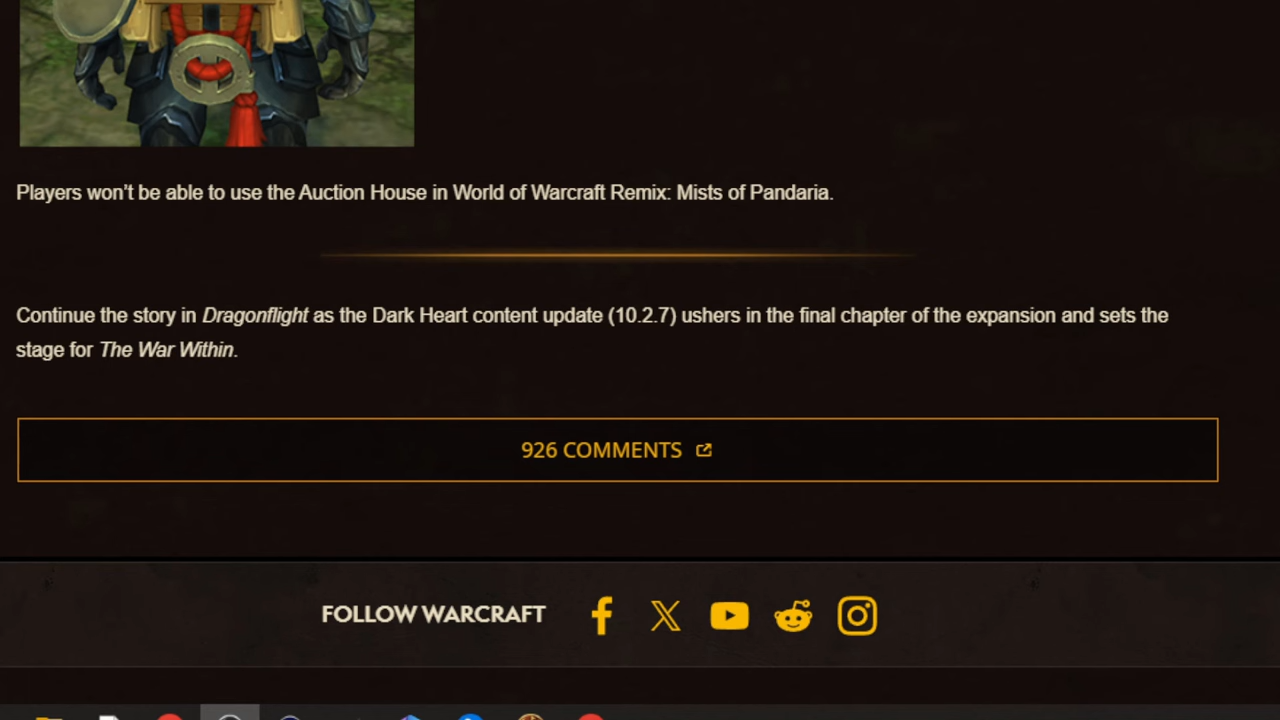 Players won't be able to use the Auction House in World of Warcraft Remix: Mists of Pandaria.
Continue the story in Dragonflight as the Dark Heart content update (10.2.7) ushers in the final chapter of the expansion and sets the
stage for The War Within.
926 COMMENTS
FOLLOW WARCRAFT